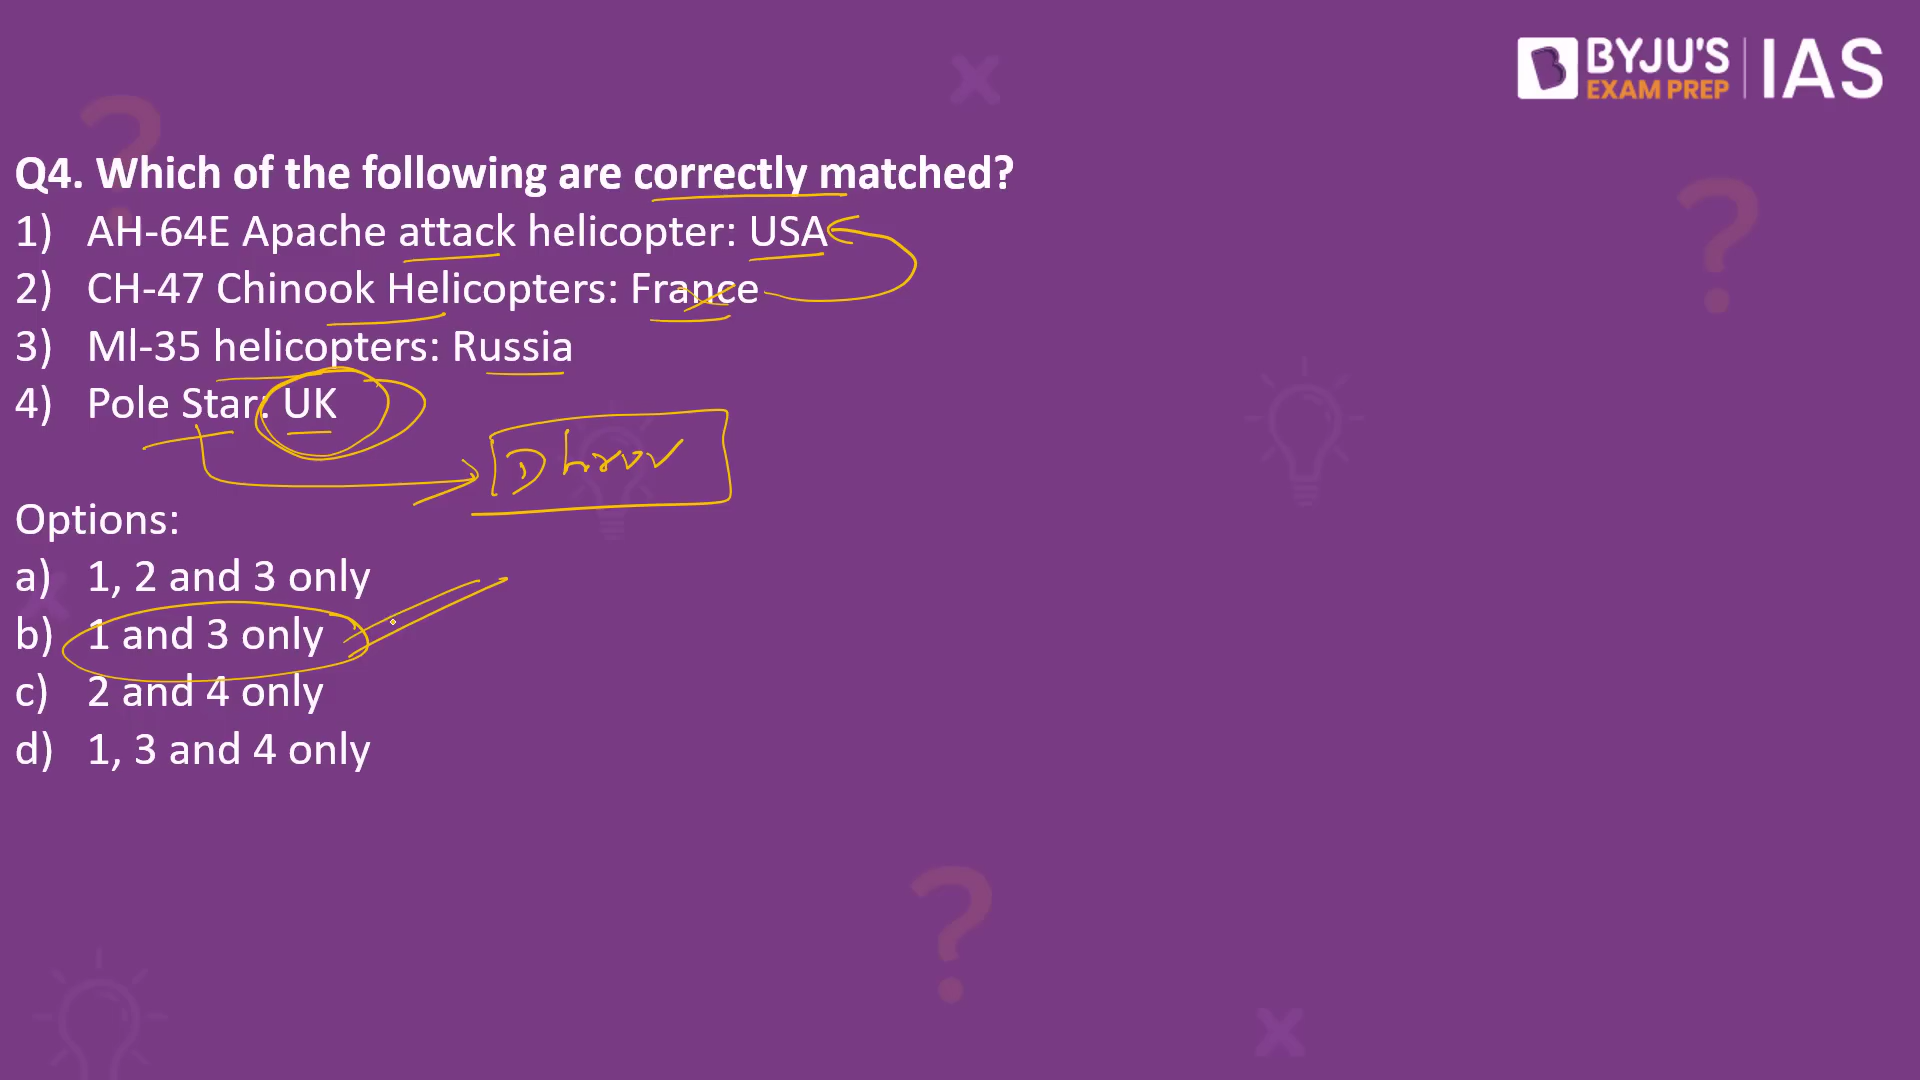 BYJU'S
EXAM PREP
IAS
Q4. Which of the following are correctly matched?
1) AH-64E Apache attack helicopter: USA
2) CH-47 Chinook Helicopters: France
3) Ml-35 helicopters: Russia
4) Pole Star: UK
Dhruv
Options:
a) 1, 2 and 3 only
b) 1 and 3 only
c) 2 and 4 only
d) 1, 3 and 4 only